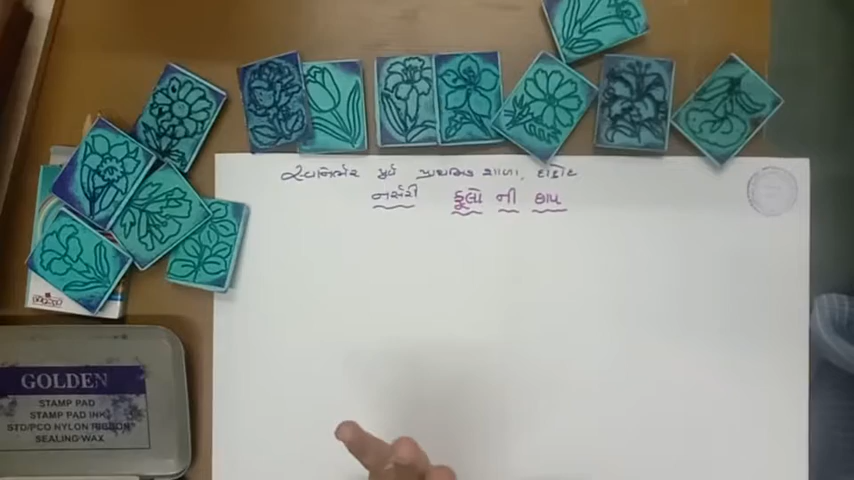 સ્વનિર્ભર પૂર્વ પ્રાથમિક શાળા, દાહોદ
નર્સરી ફૂલો ની છાપ
GOLDEN
STAMP PAD
STAMP PAD INK
STD/PCO NYLON RIBBON
SEALING WAX